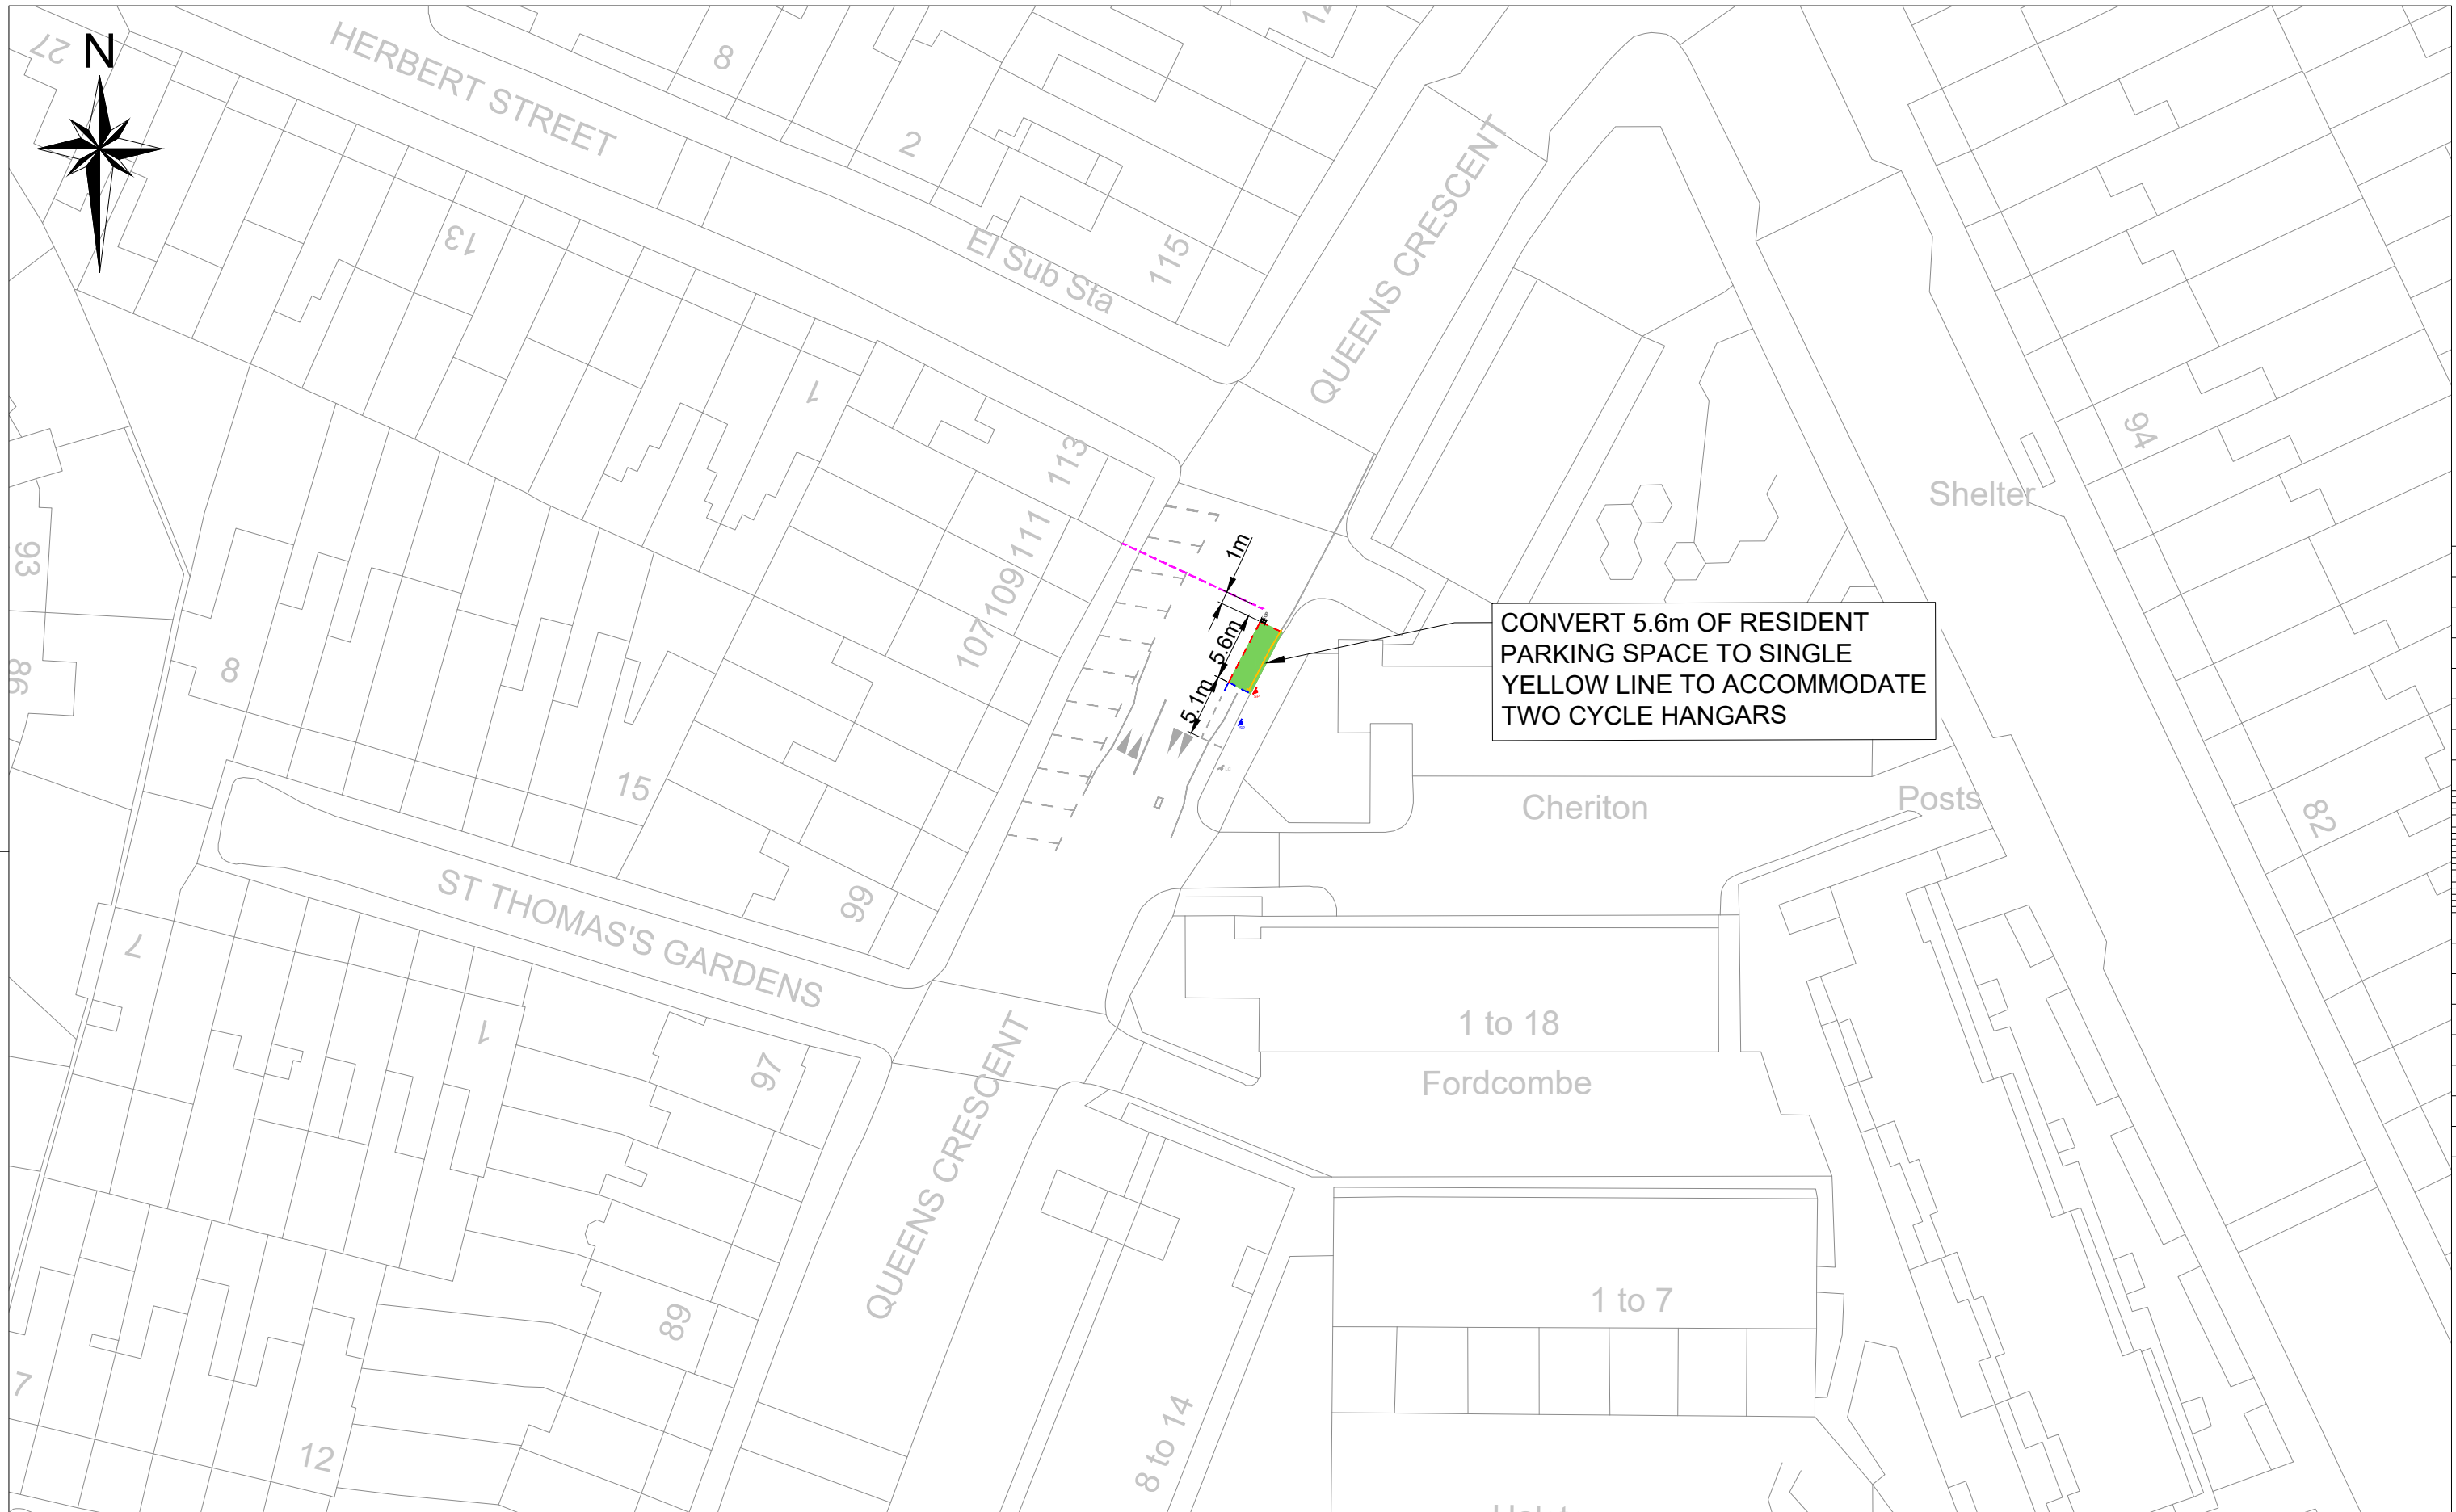 27
N
HERBERT STREET
8
2
13
El Sub Sta
115
QUEENS CRESCENT
1
113
111
109
107
1m
5.6m
5.1m
CONVERT 5.6m OF RESIDENT
PARKING SPACE TO SINGLE
YELLOW LINE TO ACCOMMODATE
TWO CYCLE HANGARS
Shelter
94
93
86
8
15
99
Cheriton
Posts
82
ST THOMAS'S GARDENS
7
1
97
QUEENS CRESCENT
1 to 18
Fordcombe
89
1 to 7
7
12
8 to 14